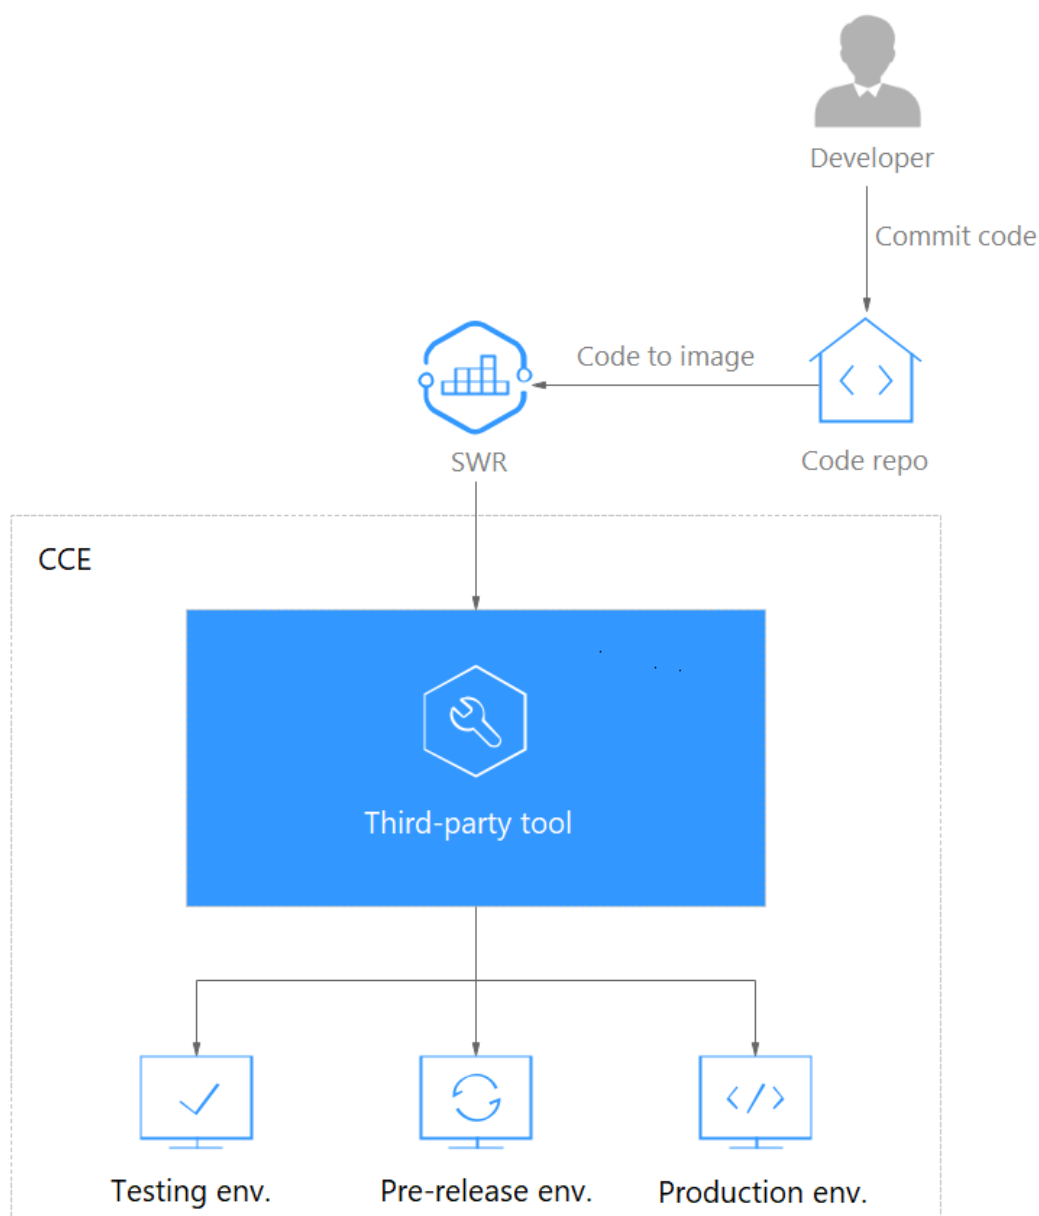 Developer
Commit code
Code to image
SWR
Code repo
CCE
Third-party tool
Testing env.
Pre-release env.
Production env.